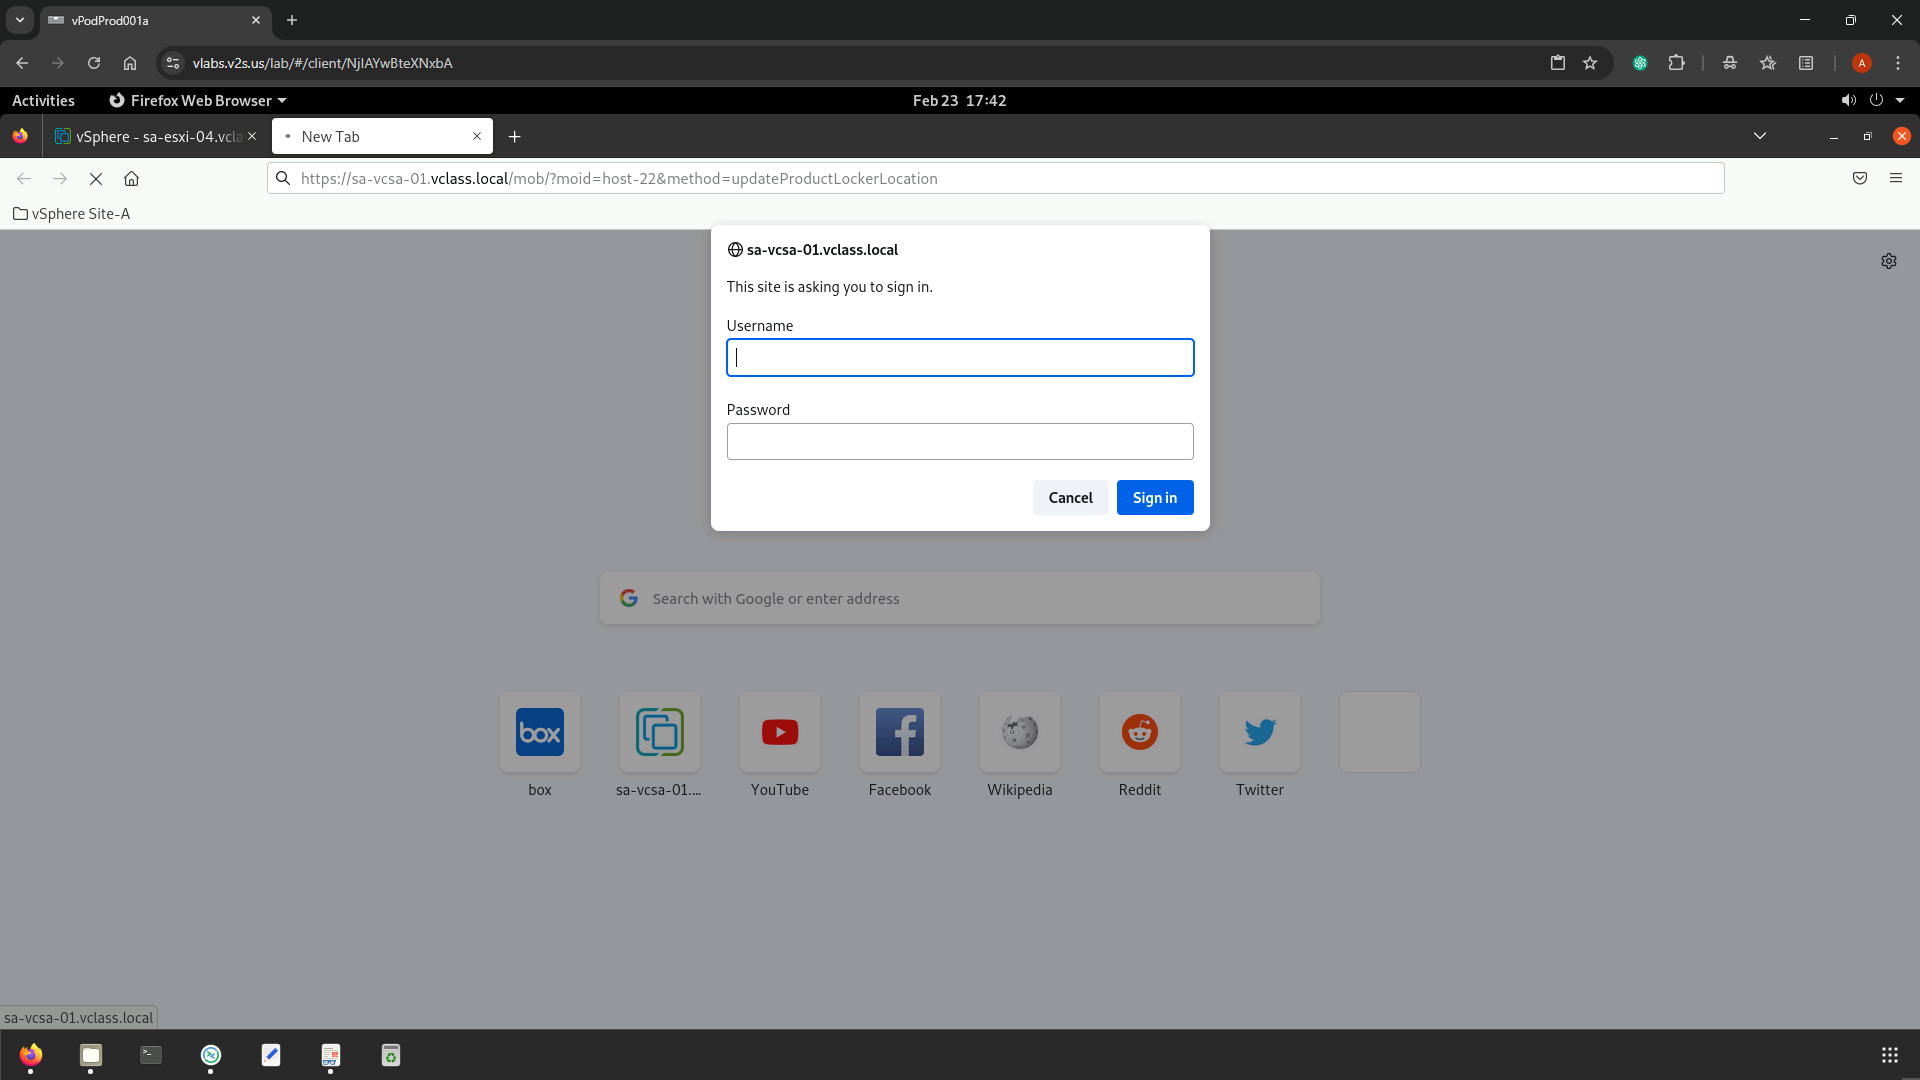 vPodProd001a
vlabs.v2s.us/lab/#/client/NjIAYwBteXNxbA
A
Activities
Firefox Web Browser
Feb 23 17:42
vSphere - sa-esxi-04.vcla
New Tab
https://sa-vcsa-01.vclass.local/mob/?moid=host-22&method=updateProductLockerLocation
vSphere Site-A
sa-vcsa-01.vclass.local
This site is asking you to sign in.
Username
Password
Cancel
Sign in
Search with Google or enter address
box
box
sa-vcsa-01....
YouTube
Facebook
Wikipedia
Reddit
Twitter
sa-vcsa-01.vclass.local